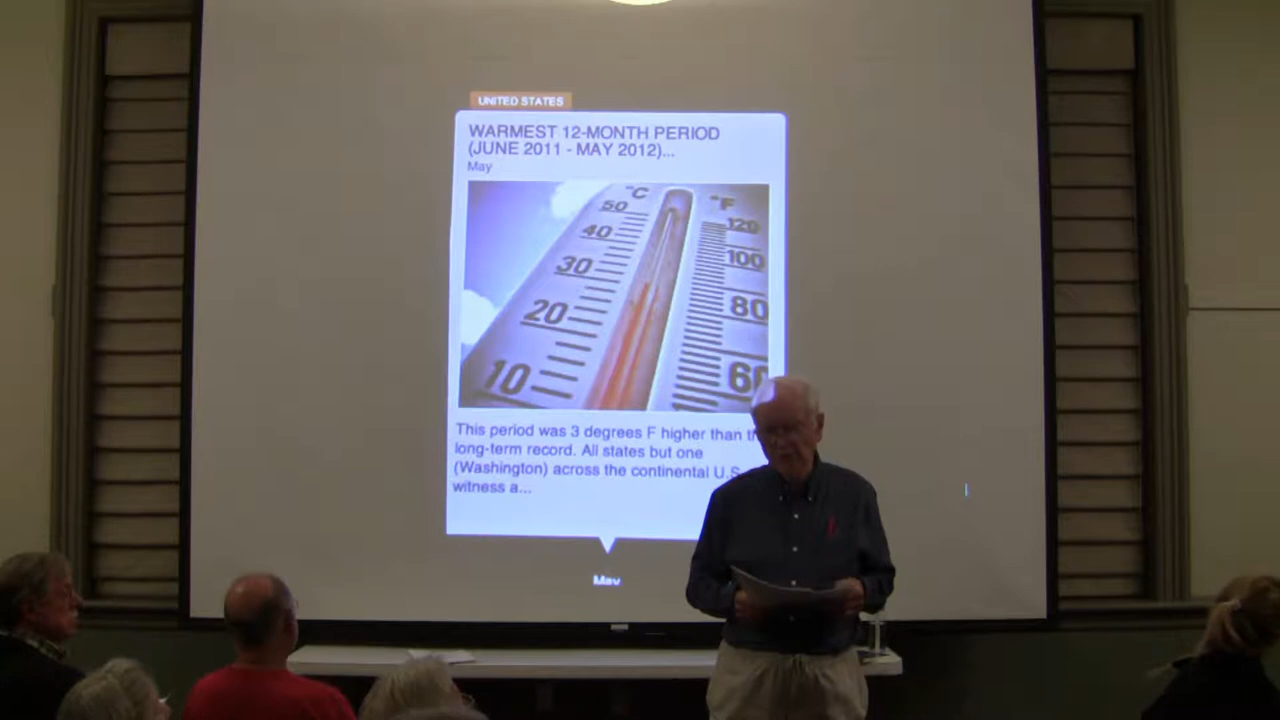 UNITED STATES
WARMEST 12-MONTH PERIOD
(JUNE 2011 - MAY 2012)...
May
°C
°F
50
120
40
100
30
80
20
60
10
This period was 3 degrees F higher than
long-term record. All states but one
(Washington) across the continental U.S
witness a...
May